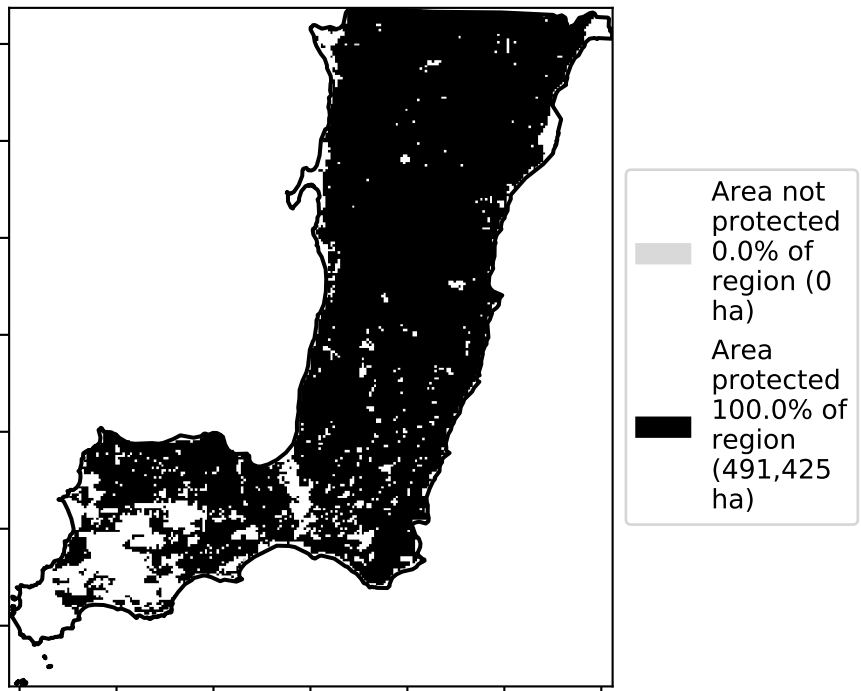 Area not
protected
0.0% of
region (0
ha)
Area
protected
100.0% of
region
(491,425
ha)